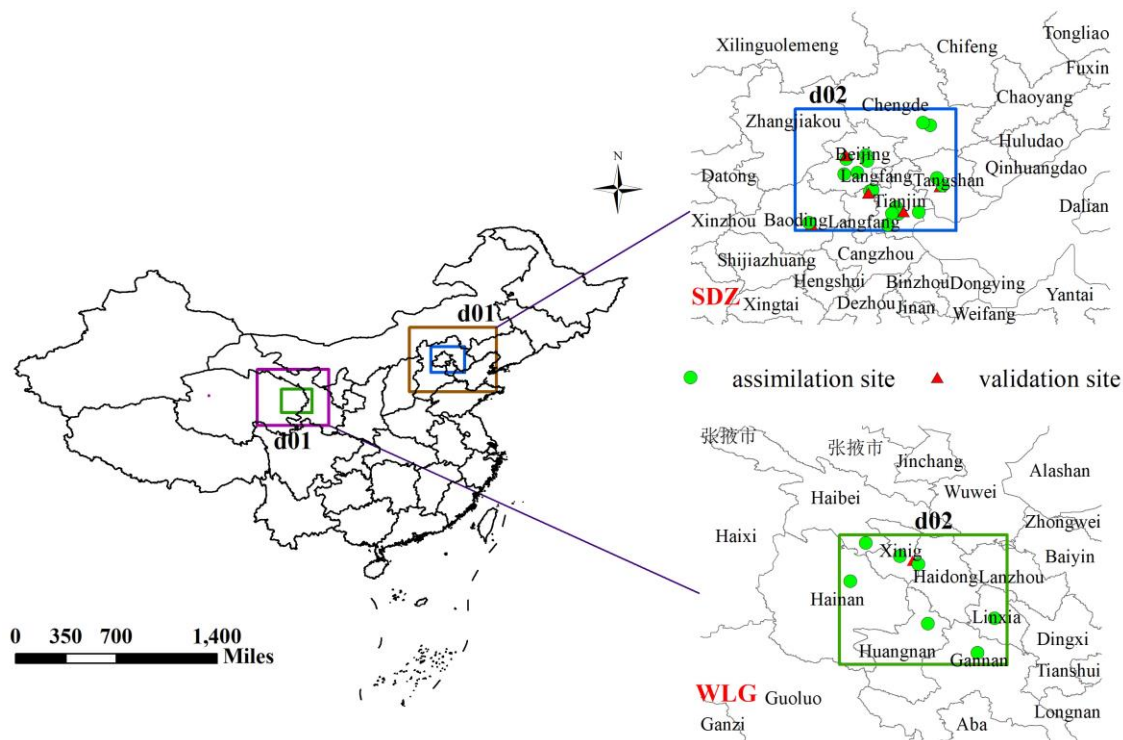 N
d01
d01
0 350 700 1,400
Miles
Tongliao
Xilinguolemeng
Chifeng
Fuxin
d02
Chengde
Chaoyang
Zhangjiakou
Huludao
Beijing
Qinhuangdao
Datong
Langfang
Tangshan
Tianjin
Dalian
Xinzhou
Baoding
Langfang
Cangzhou
Shijiazhuang
Hengshui
Binzhou
Dongying
SDZ
Yantai
Xingtai
Dezhou
Jinan
Weifang
assimilation site
validation site
张掖市
张掖市
Jinchang
Alashan
Haibei
Wuwei
d02
Zhongwei
Haixi
Xinig
Baiyin
Haidong
Lanzhou
Hainan
Linxia
Dingxi
Huangnan
Gannan
Tianshui
WLG
Guoluo
Longnan
Ganzi
Aba